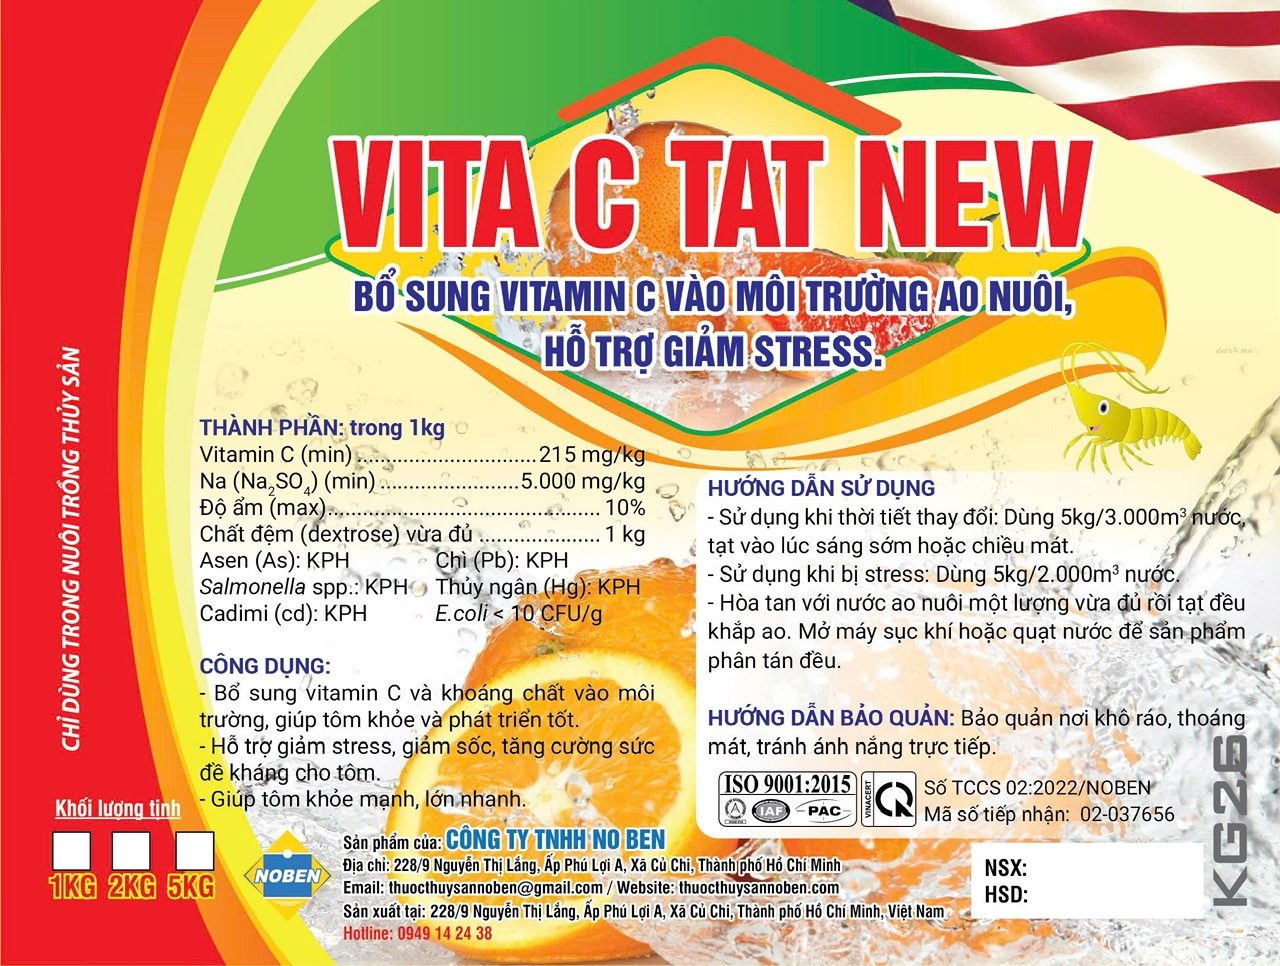 VITA C TAT NEW
BỔ SUNG VITAMIN C VÀO MÔI TRƯỜNG AO NUÔI,
HỖ TRỢ GIẢM STRESS.
CHỈ DÙNG TRONG NUÔI TRỒNG THỦY SẢN
THÀNH PHẦN: trong 1kg
Vitamin C (min)..............................215 mg/kg
Na (Na₂SO₄) (min).......................5.000 mg/kg
Độ ẩm (max)............................................. 10%
Chất đệm (dextrose) vừa đủ .................... 1 kg
Asen (As): KPH Chì (Pb): KPH
Salmonella spp.: KPH Thủy ngân (Hg): KPH
Cadimi (cd): KPH E.coli < 10 CFU/g
CÔNG DỤNG:
- Bổ sung vitamin C và khoáng chất vào môi
trường, giúp tôm khỏe và phát triển tốt.
- Hỗ trợ giảm stress, giảm sốc, tăng cường sức
đề kháng cho tôm.
- Giúp tôm khỏe mạnh, lớn nhanh.
HƯỚNG DẪN SỬ DỤNG
- Sử dụng khi thời tiết thay đổi: Dùng 5kg/3.000m³ nước,
tạt vào lúc sáng sớm hoặc chiều mát.
- Sử dụng khi bị stress: Dùng 5kg/2.000m³ nước.
- Hòa tan với nước ao nuôi một lượng vừa đủ rồi tạt đều
khắp ao. Mở máy sục khí hoặc quạt nước để sản phẩm
phân tán đều.
HƯỚNG DẪN BẢO QUẢN: Bảo quản nơi khô ráo, thoáng
mát, tránh ánh nắng trực tiếp.
ISO 9001:2015
IAF PAC
VINACERT
Số TCCS 02:2022/NOBEN
Mã số tiếp nhận: 02-037656
KG26
Khối lượng tịnh
1KG 2KG 5KG
NOBEN
Sản phẩm của: CÔNG TY TNHH NO BEN
Địa chỉ: 228/9 Nguyễn Thị Lắng, Ấp Phú Lợi A, Xã Củ Chi, Thành phố Hồ Chí Minh
Email: thuocthuysannoben@gmail.com / Website: thuocthuysannoben.com
Sản xuất tại: 228/9 Nguyễn Thị Lắng, Ấp Phú Lợi A, Xã Củ Chi, Thành phố Hồ Chí Minh, Việt Nam
Hotline: 0949 14 24 38
NSX:
HSD: